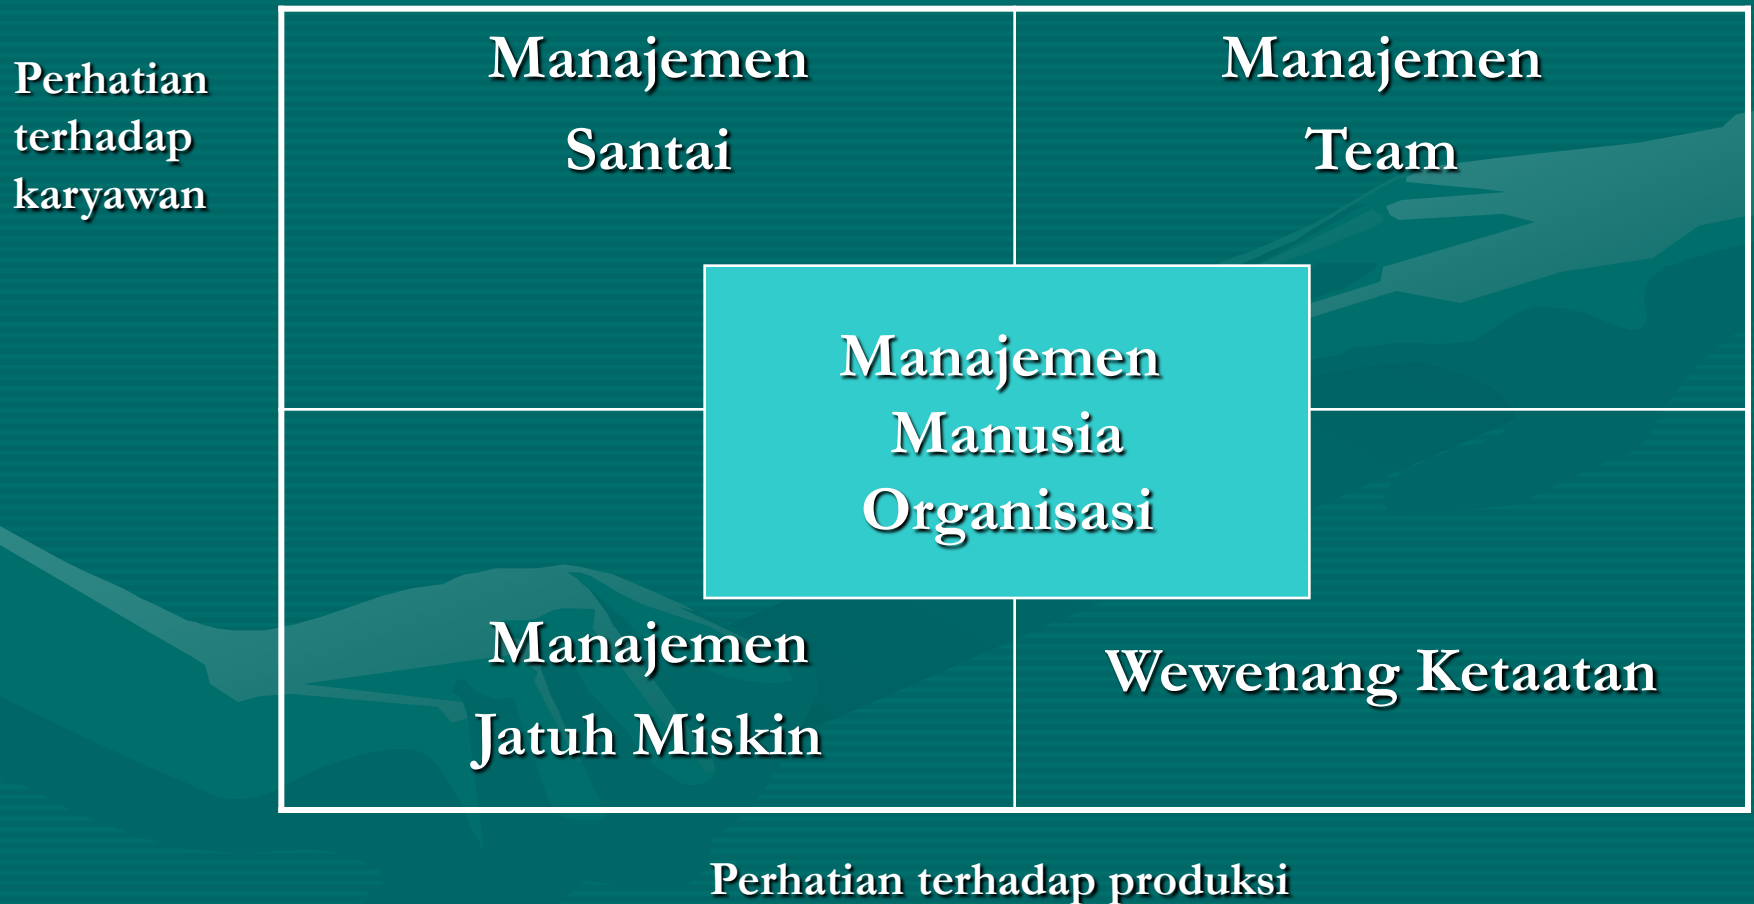 Perhatian
terhadap
karyawan
Manajemen
Santai
Manajemen
Team
Manajemen
Manusia
Organisasi
Manajemen
Jatuh Miskin
Wewenang Ketaatan
Perhatian terhadap produksi